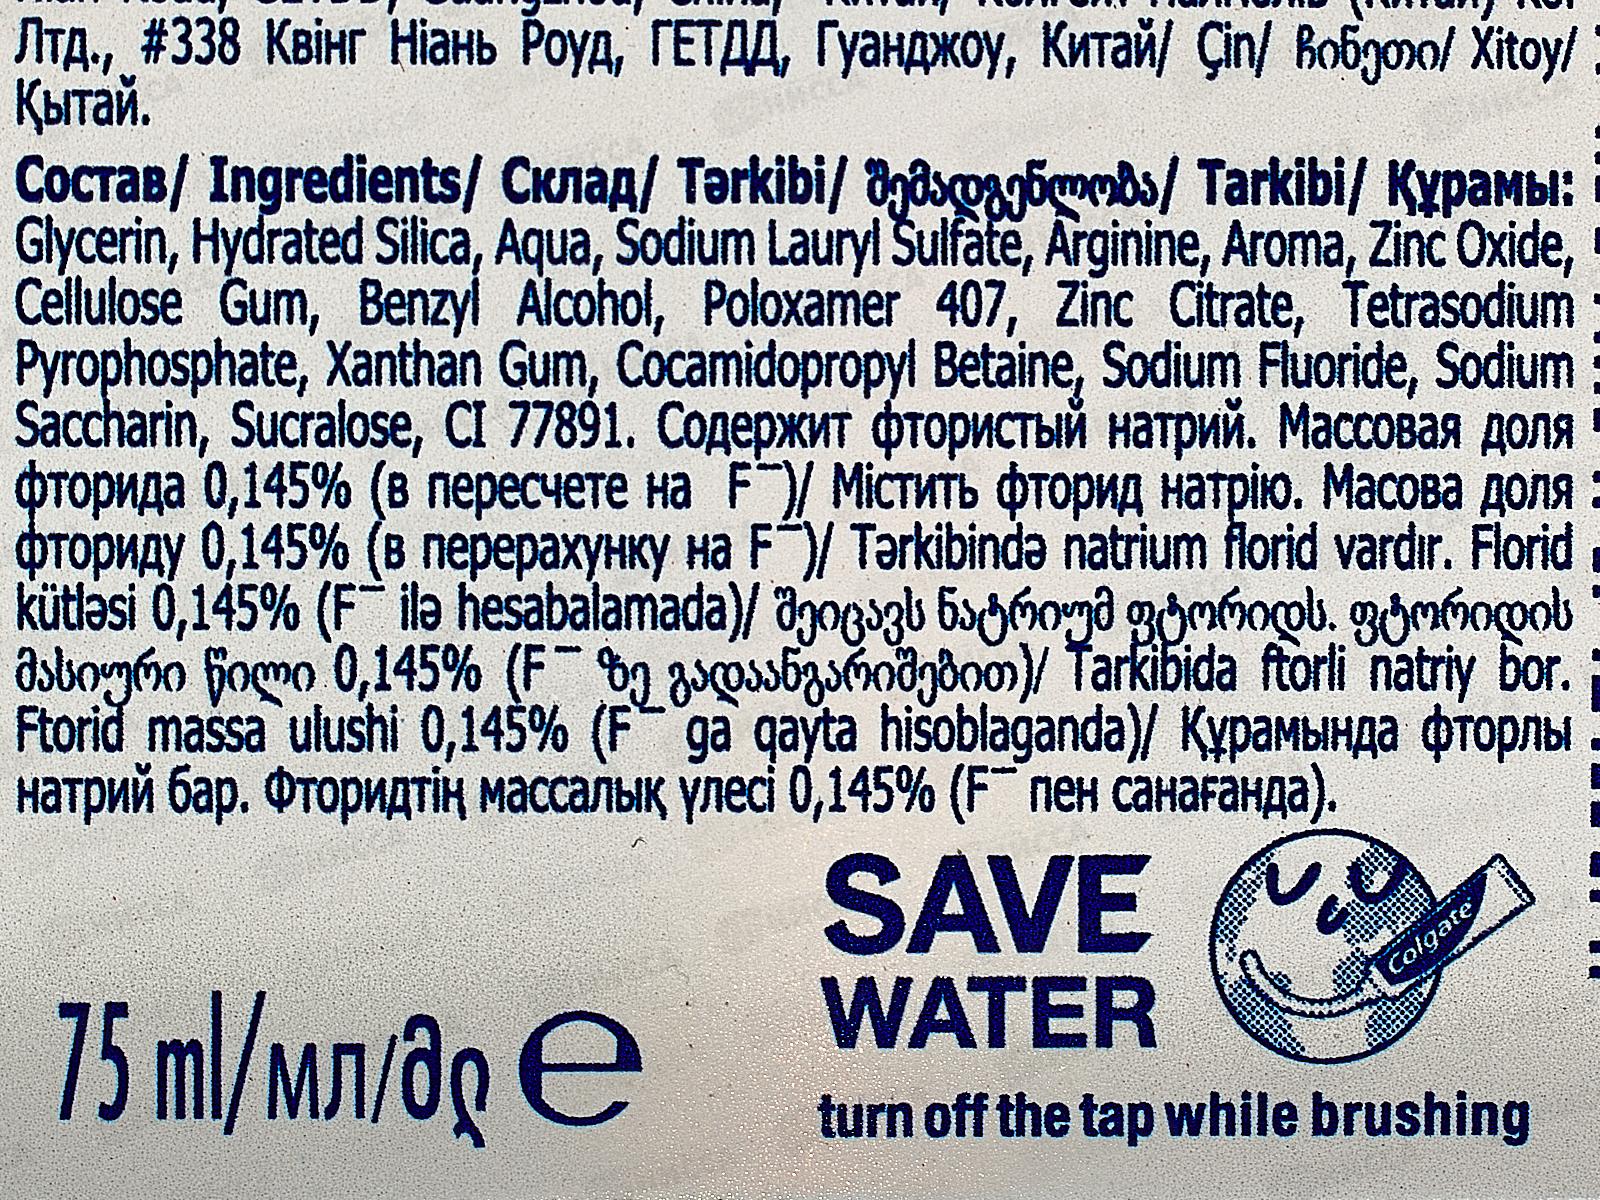 Лтд., #338 Квінг Ніань Роуд, ГЕТДД, Гуанджоу, Китай/ Çin/ ჩინეთი/ Xitoy/
Қытай.
Состав/ Ingredients/ Склад/ Tərkibi/ შემადგენლობა/ Tarkibi/ Құрамы:
Glycerin, Hydrated Silica, Aqua, Sodium Lauryl Sulfate, Arginine, Aroma, Zinc Oxide,
Cellulose Gum, Benzyl Alcohol, Poloxamer 407, Zinc Citrate, Tetrasodium
Pyrophosphate, Xanthan Gum, Cocamidopropyl Betaine, Sodium Fluoride, Sodium
Saccharin, Sucralose, CI 77891. Содержит фтористый натрий. Массовая доля
фторида 0,145% (в пересчете на F⁻)/ Містить фторид натрію. Масова доля
фториду 0,145% (в перерахунку на F⁻)/ Tərkibində natrium florid vardır. Florid
kütləsi 0,145% (F⁻ ilə hesabalamada)/ შეიცავს ნატრიუმ ფტორიდს. ფტორიდის
მასიური წილი 0,145% (F⁻ ზე გადაანგარიშებით)/ Tarkibida ftorli natriy bor.
Ftorid massa ulushi 0,145% (F⁻ ga qayta hisoblaganda)/ Құрамында фторлы
натрий бар. Фторидтің массалық үлесі 0,145% (F⁻ пен санағанда).
SAVE
WATER
Colgate
turn off the tap while brushing
75 ml/мл/მლ ℮